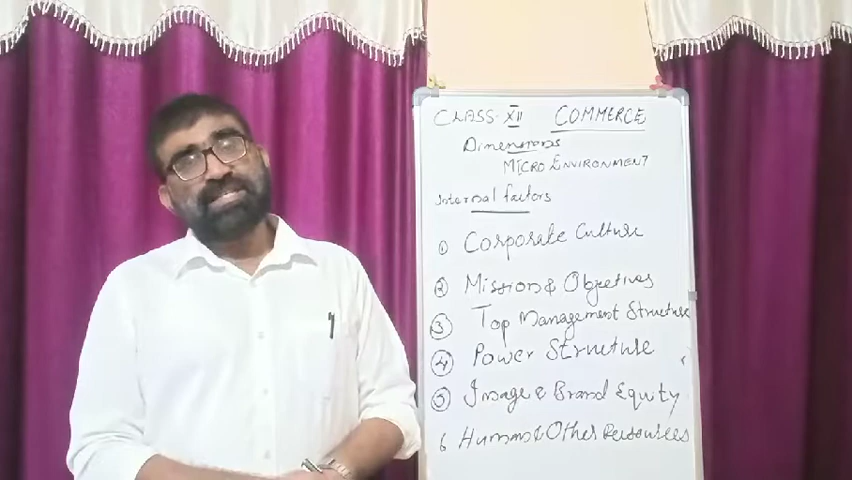 CLASS-XII COMMERCE
Dimensions
MICRO ENVIRONMENT
Internal factors
① Corporate Culture
② Mission & Objetives
③ Top Management Structure
④ Power Structure
⑤ Image & Brand Equity
6 Human & Other Resources